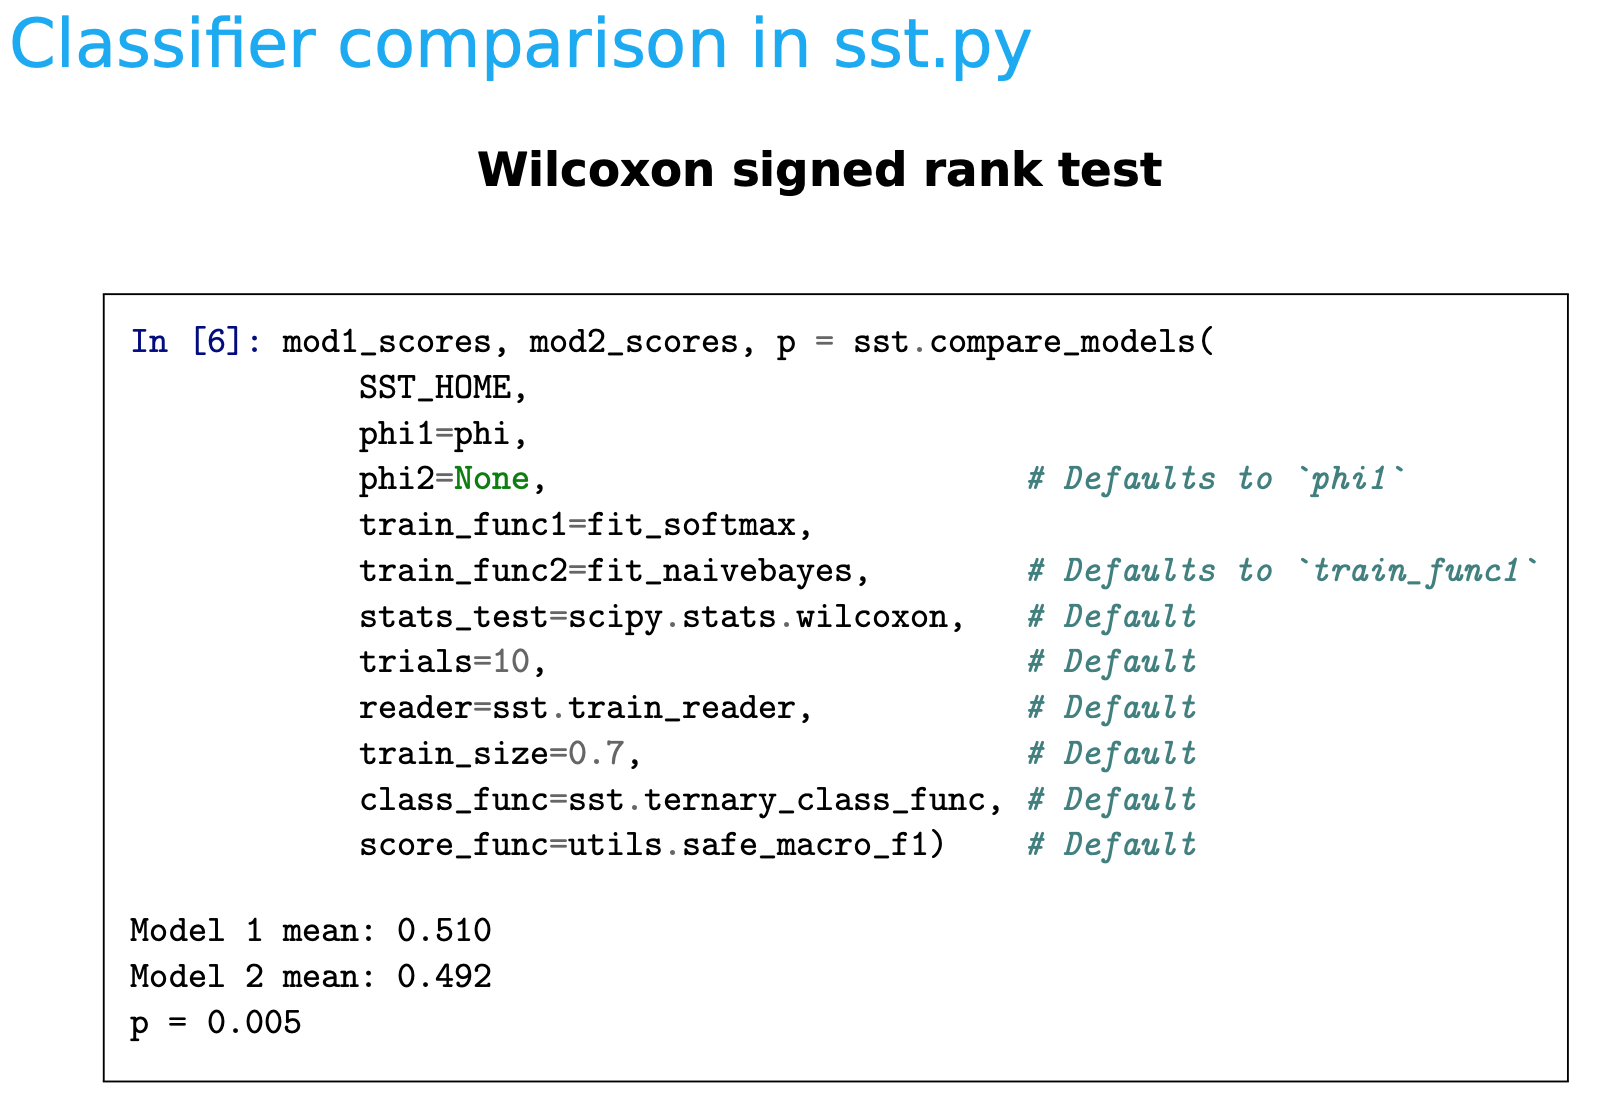 Classifier comparison in sst.py
Wilcoxon signed rank test
In [6]: mod1_scores, mod2_scores, p = sst.compare_models(
            SST_HOME,
            phi1=phi,
            phi2=None,                         # Defaults to `phi1`
            train_func1=fit_softmax,
            train_func2=fit_naivebayes,        # Defaults to `train_func1`
            stats_test=scipy.stats.wilcoxon,   # Default
            trials=10,                         # Default
            reader=sst.train_reader,           # Default
            train_size=0.7,                    # Default
            class_func=sst.ternary_class_func, # Default
            score_func=utils.safe_macro_f1)    # Default
Model 1 mean: 0.510
Model 2 mean: 0.492
p = 0.005